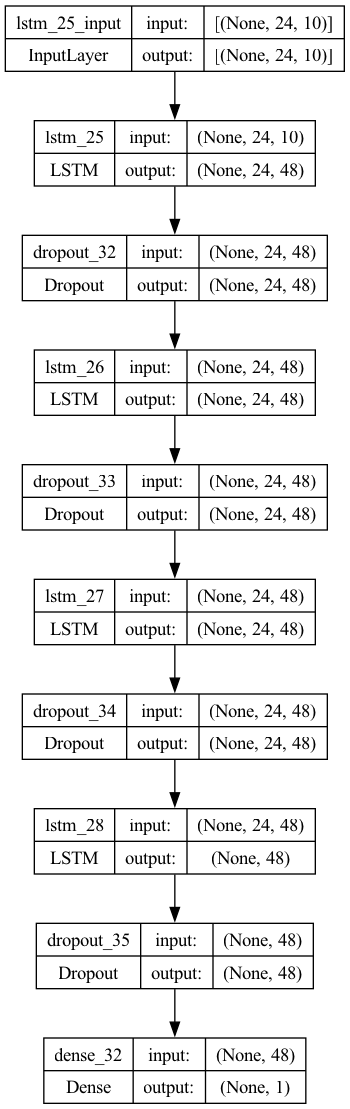 lstm_25_input input: [(None, 24, 10)]
InputLayer output: [(None, 24, 10)]
lstm_25 input: (None, 24, 10)
LSTM output: (None, 24, 48)
dropout_32 input: (None, 24, 48)
Dropout output: (None, 24, 48)
lstm_26 input: (None, 24, 48)
LSTM output: (None, 24, 48)
dropout_33 input: (None, 24, 48)
Dropout output: (None, 24, 48)
lstm_27 input: (None, 24, 48)
LSTM output: (None, 24, 48)
dropout_34 input: (None, 24, 48)
Dropout output: (None, 24, 48)
lstm_28 input: (None, 24, 48)
LSTM output: (None, 48)
dropout_35 input: (None, 48)
Dropout output: (None, 48)
dense_32 input: (None, 48)
Dense output: (None, 1)